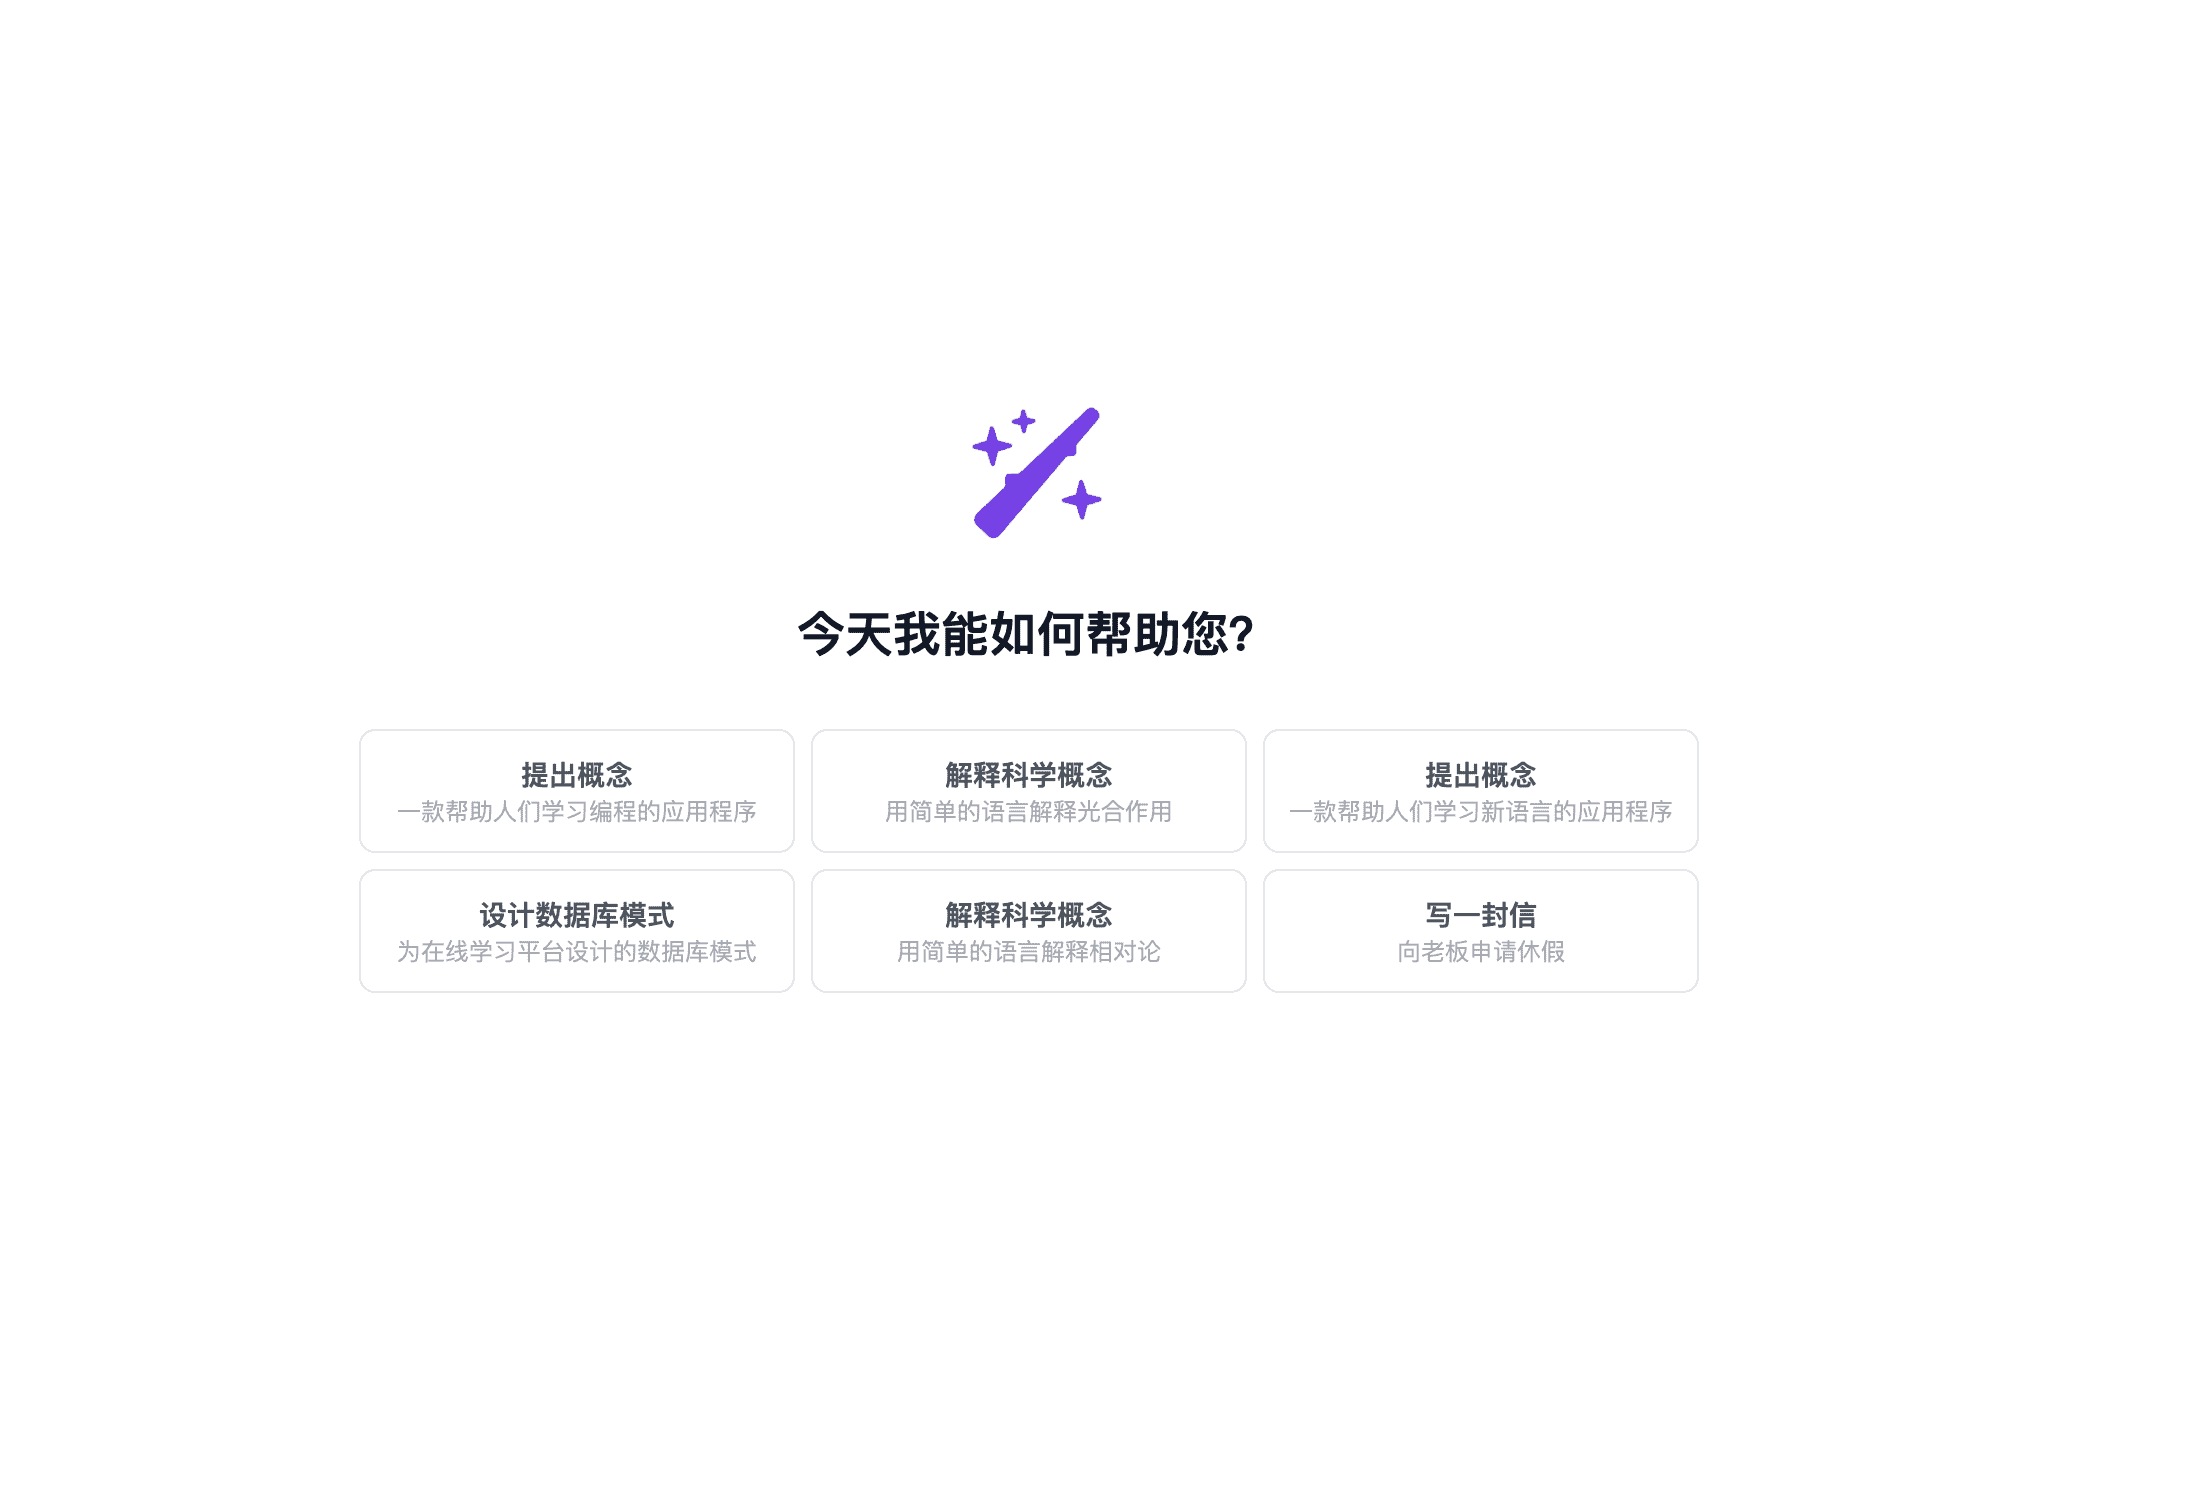 今天我能如何帮助您?
提出概念
一款帮助人们学习编程的应用程序
解释科学概念
用简单的语言解释光合作用
提出概念
一款帮助人们学习新语言的应用程序
设计数据库模式
为在线学习平台设计的数据库模式
解释科学概念
用简单的语言解释相对论
写一封信
向老板申请休假